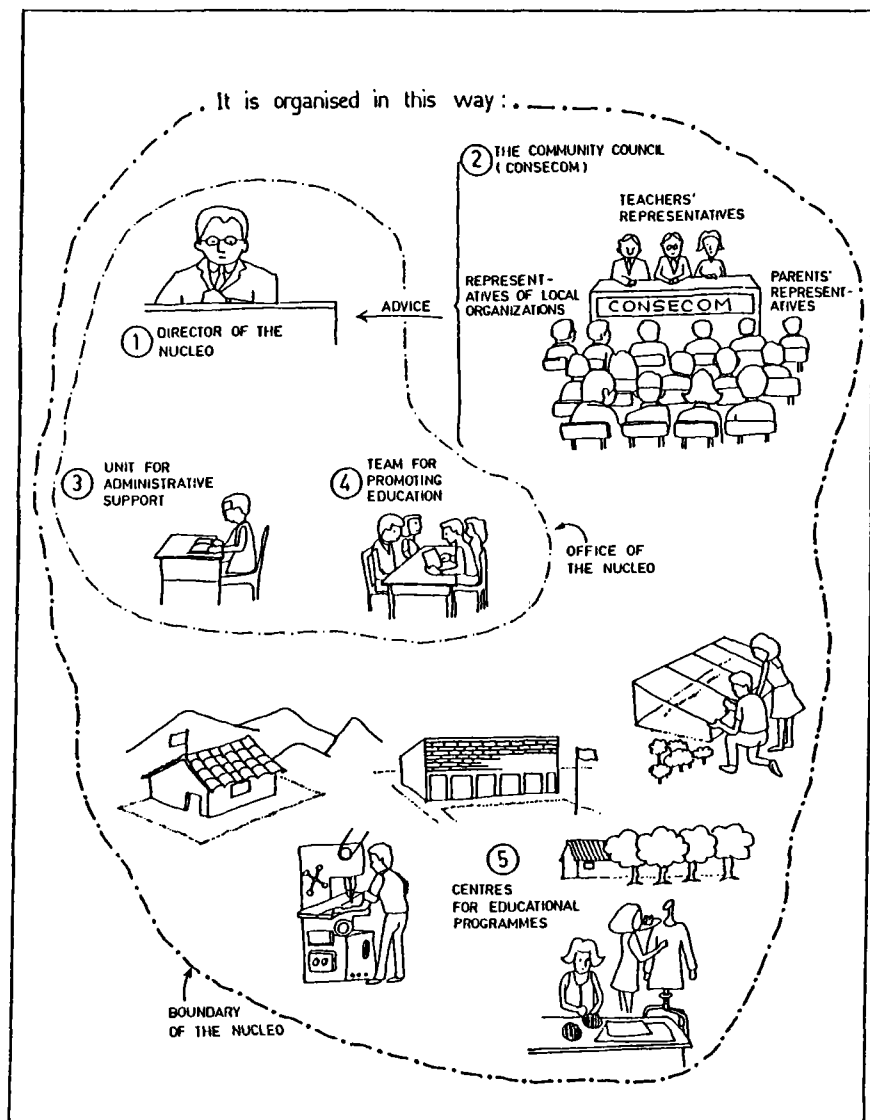 It is organised in this way :
2 THE COMMUNITY COUNCIL
( CONSECOM )
TEACHERS'
REPRESENTATIVES
REPRESENT-
ATIVES OF LOCAL
ORGANIZATIONS
PARENTS'
REPRESENT-
ATIVES
CONSECOM
ADVICE
1 DIRECTOR OF THE
NUCLEO
3 UNIT FOR
ADMINISTRATIVE
SUPPORT
4 TEAM FOR
PROMOTING
EDUCATION
OFFICE OF
THE NUCLEO
5
CENTRES
FOR EDUCATIONAL
PROGRAMMES
BOUNDARY
OF THE NUCLEO